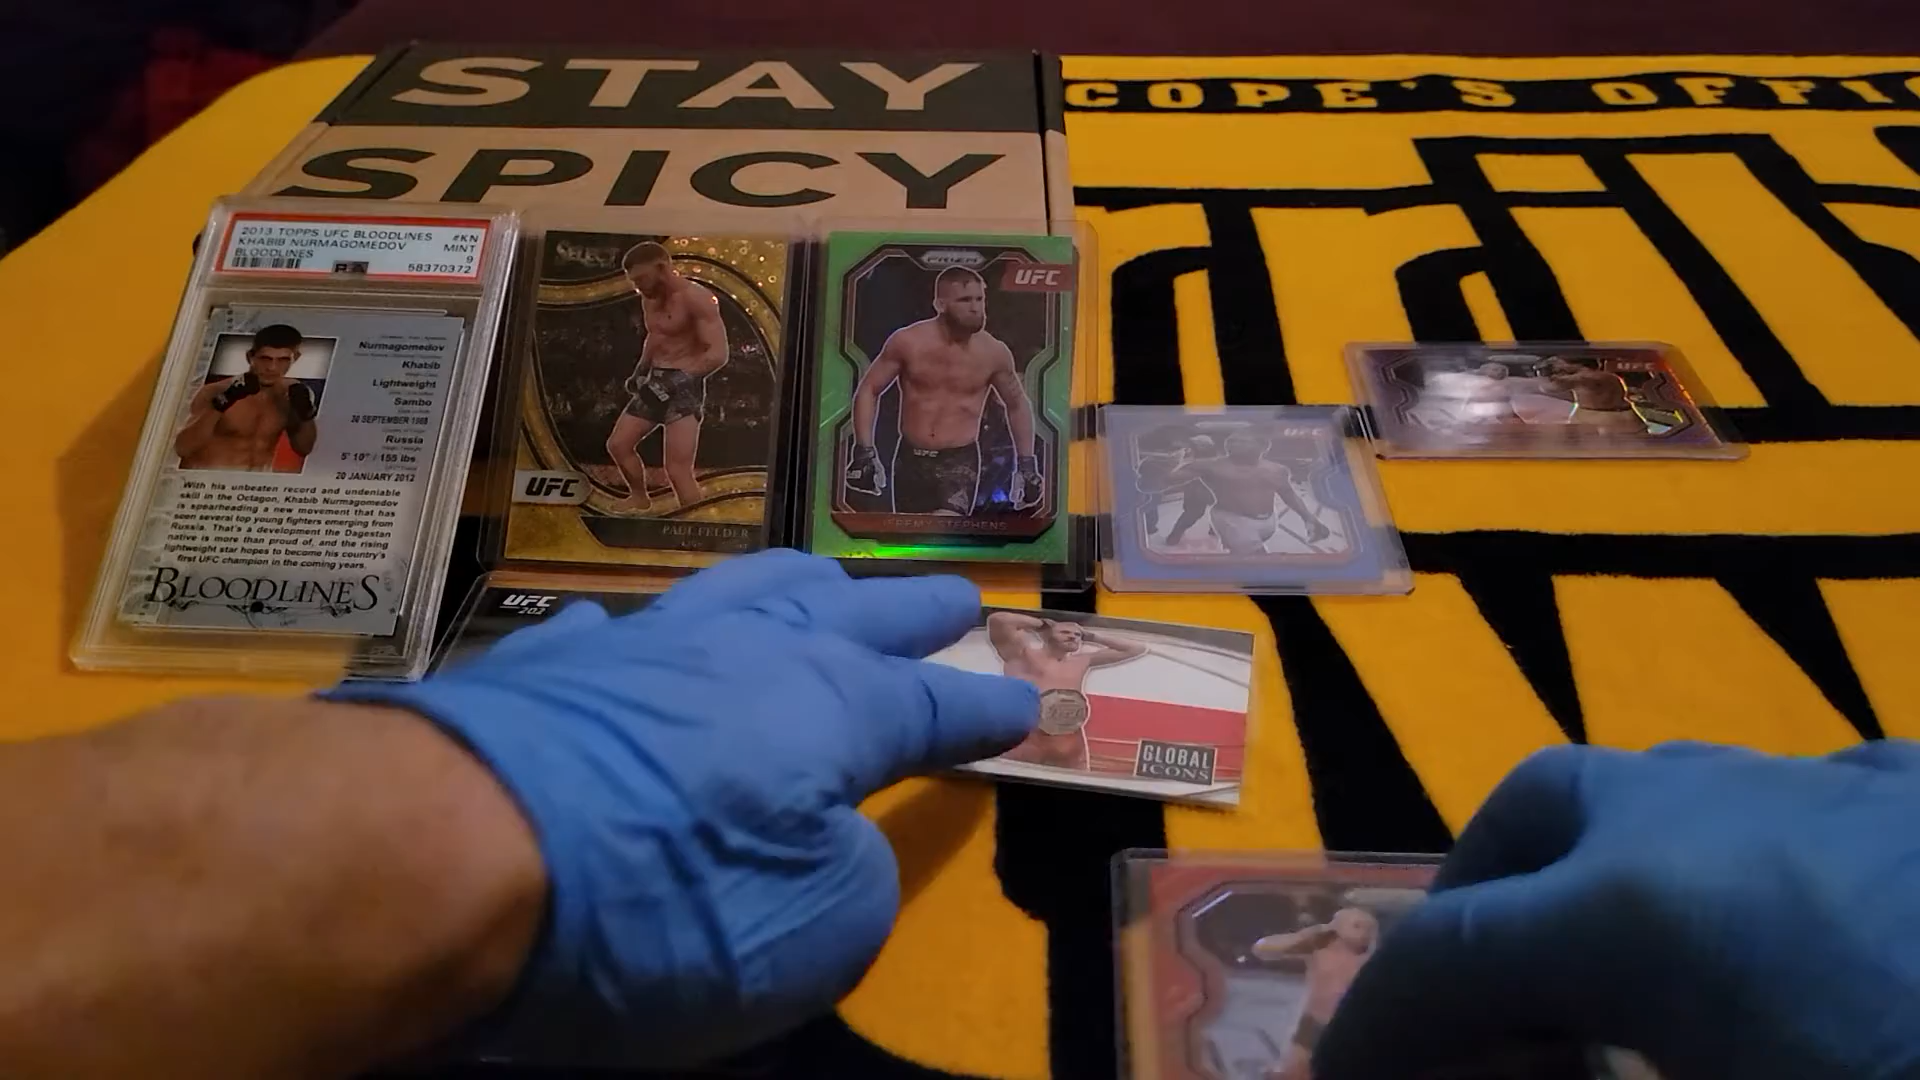 STAY
SPICY
COPE'S OFFI
2013 TOPPS UFC BLOODLINES #KN
KHABIB NURMAGOMEDOV MINT
BLOODLINES 9
PSA 58370372
Nurmagomedov
Khabib
Lightweight
Sambo
20 SEPTEMBER 1988
Russia
5' 10" / 155 lbs.
20 JANUARY 2012
With his unbeaten record and undeniable
skill in the Octagon, Khabib Nurmagomedov
is spearheading a new movement that has
seen several top young fighters emerging from
Russia. That's a development the Dagestan
native is more than proud of, and the rising
lightweight star hopes to become his country's
first UFC champion in the coming years.
BLOODLINES
SELECT
UFC
PAUL FELDER
PRIZM
UFC
UFC
JEREMY STEPHENS
UFC
UFC
UFC
202
GLOBAL
ICONS